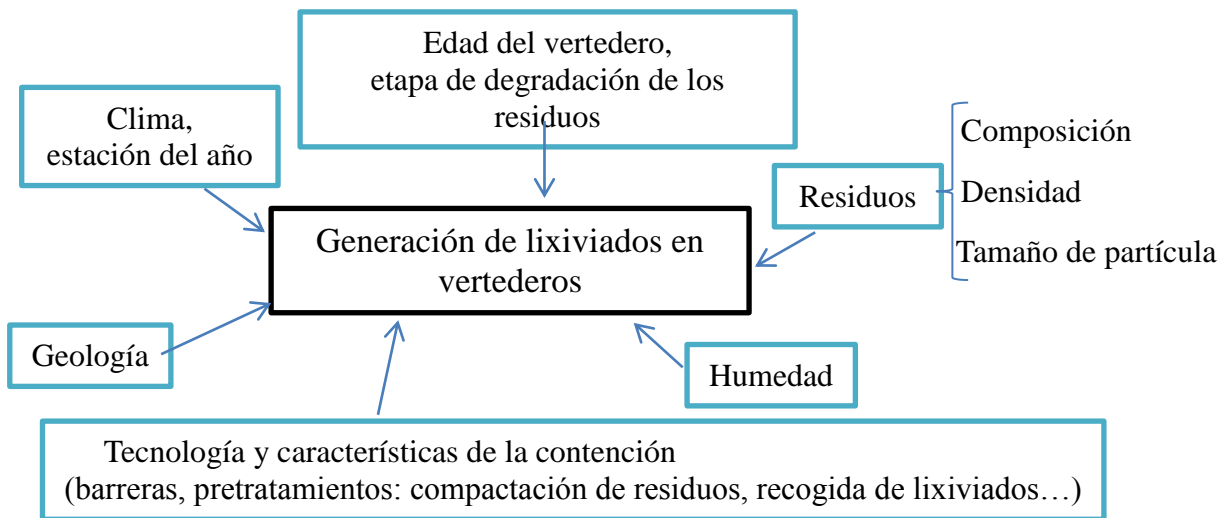 Edad del vertedero,
etapa de degradación de los
residuos
Clima,
estación del año
Residuos
Composición
Densidad
Tamaño de partícula
Generación de lixiviados en
vertederos
Geología
Humedad
Tecnología y características de la contención
(barreras, pretratamientos: compactación de residuos, recogida de lixiviados…)